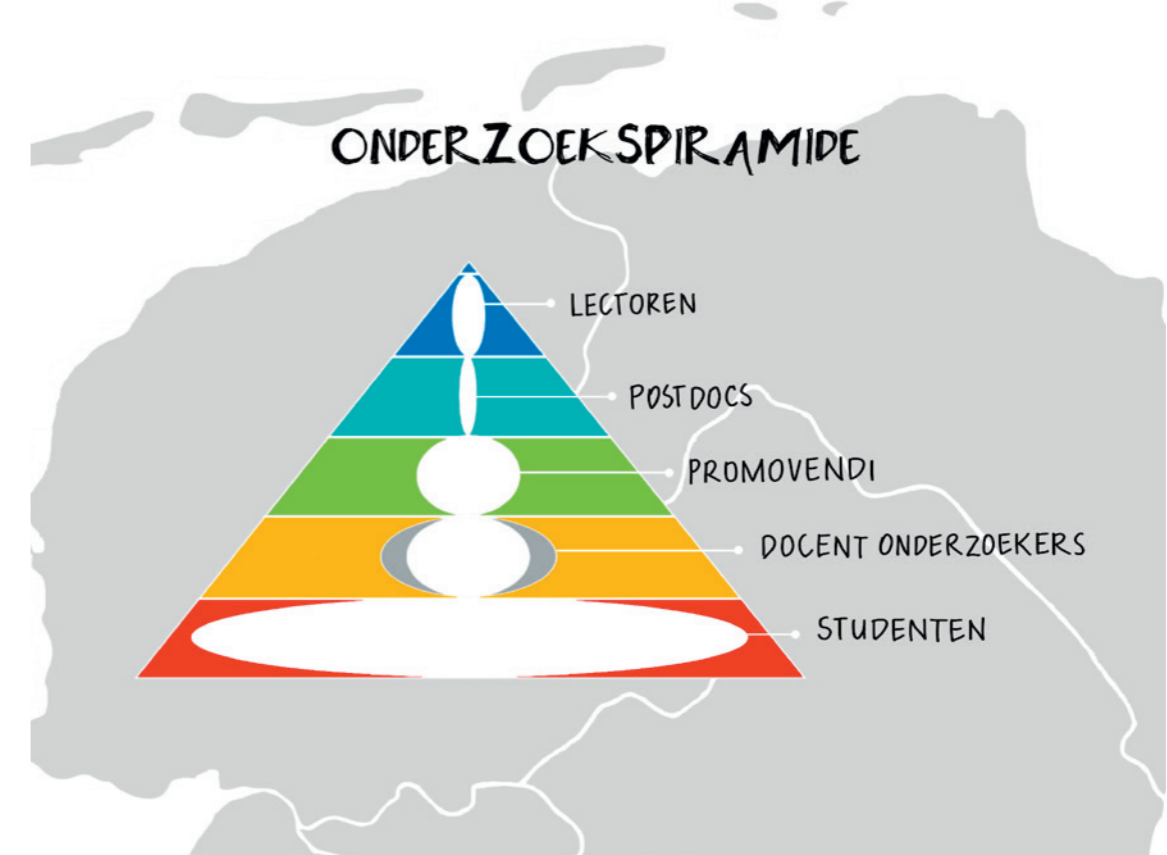 ONDERZOEKSPIRAMIDE
LECTOREN
POSTDOCS
PROMOVENDI
DOCENT ONDERZOEKERS
STUDENTEN